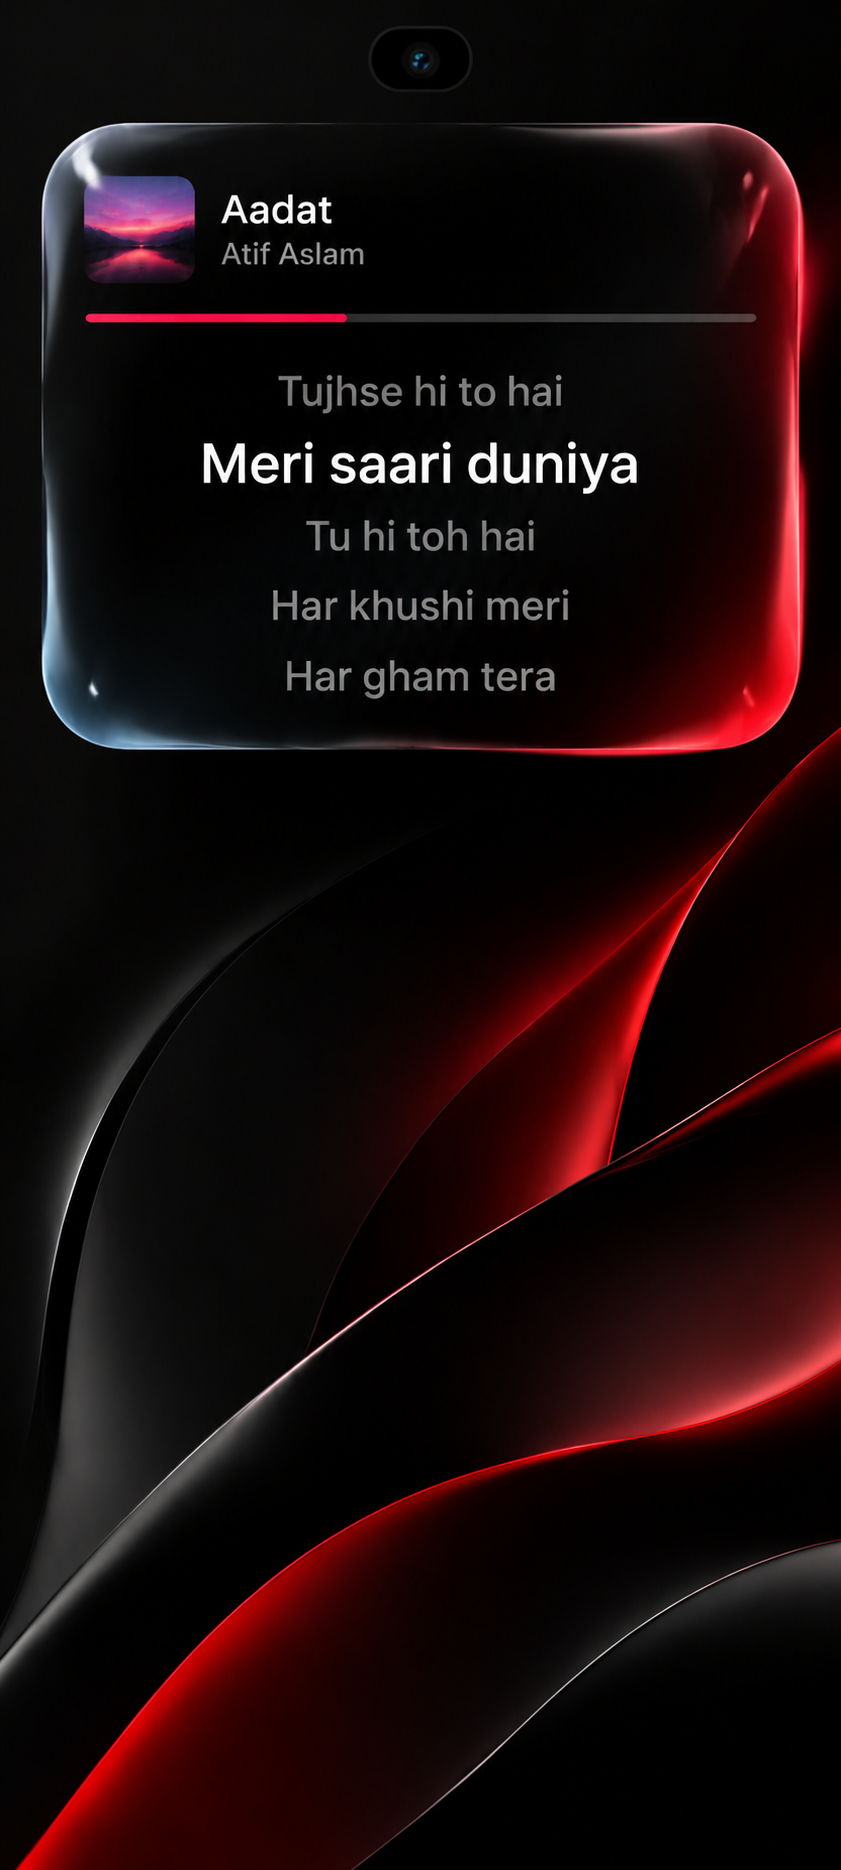 Aadat
Atif Aslam
Tujhse hi to hai
Meri saari duniya
Tu hi toh hai
Har khushi meri
Har gham tera